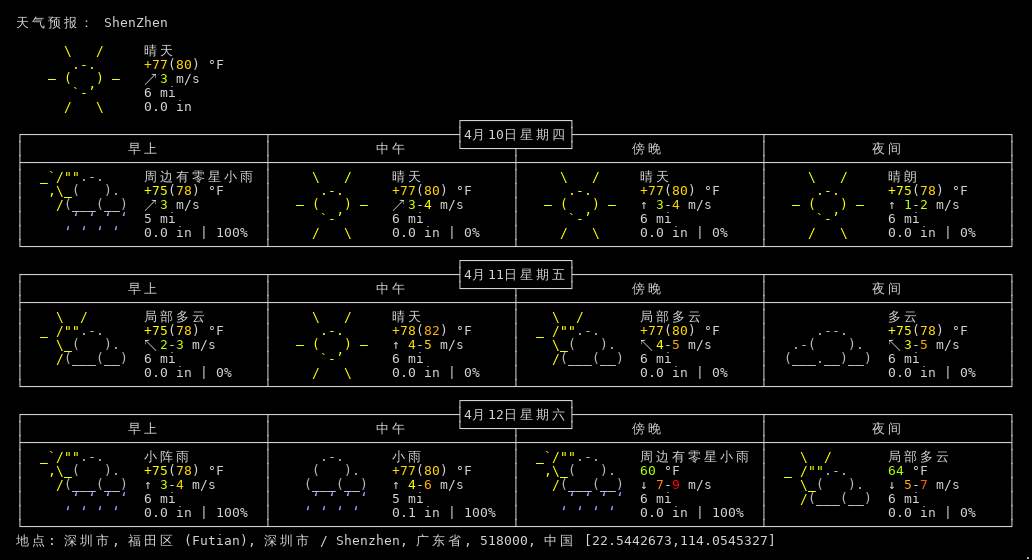 天气预报： ShenZhen
晴天
+77(80) °F
↗3 m/s
6 mi
0.0 in
4月10日星期四
早上 中午 傍晚 夜间
周边有零星小雨 晴天 晴天 晴朗
+75(78) °F +77(80) °F +77(80) °F +75(78) °F
↗3 m/s ↗3-4 m/s ↑ 3-4 m/s ↑ 1-2 m/s
5 mi 6 mi 6 mi 6 mi
0.0 in | 100% 0.0 in | 0% 0.0 in | 0% 0.0 in | 0%
4月11日星期五
早上 中午 傍晚 夜间
局部多云 晴天 局部多云 多云
+75(78) °F +78(82) °F +77(80) °F +75(78) °F
↖2-3 m/s ↑ 4-5 m/s ↖4-5 m/s ↖3-5 m/s
6 mi 6 mi 6 mi 6 mi
0.0 in | 0% 0.0 in | 0% 0.0 in | 0% 0.0 in | 0%
4月12日星期六
早上 中午 傍晚 夜间
小阵雨 小雨 周边有零星小雨 局部多云
+75(78) °F +77(80) °F 60 °F 64 °F
↑ 3-4 m/s ↑ 4-6 m/s ↓ 7-9 m/s ↓ 5-7 m/s
6 mi 5 mi 6 mi 6 mi
0.0 in | 100% 0.1 in | 100% 0.0 in | 100% 0.0 in | 0%
地点: 深圳市, 福田区 (Futian), 深圳市 / Shenzhen, 广东省, 518000, 中国 [22.5442673,114.0545327]